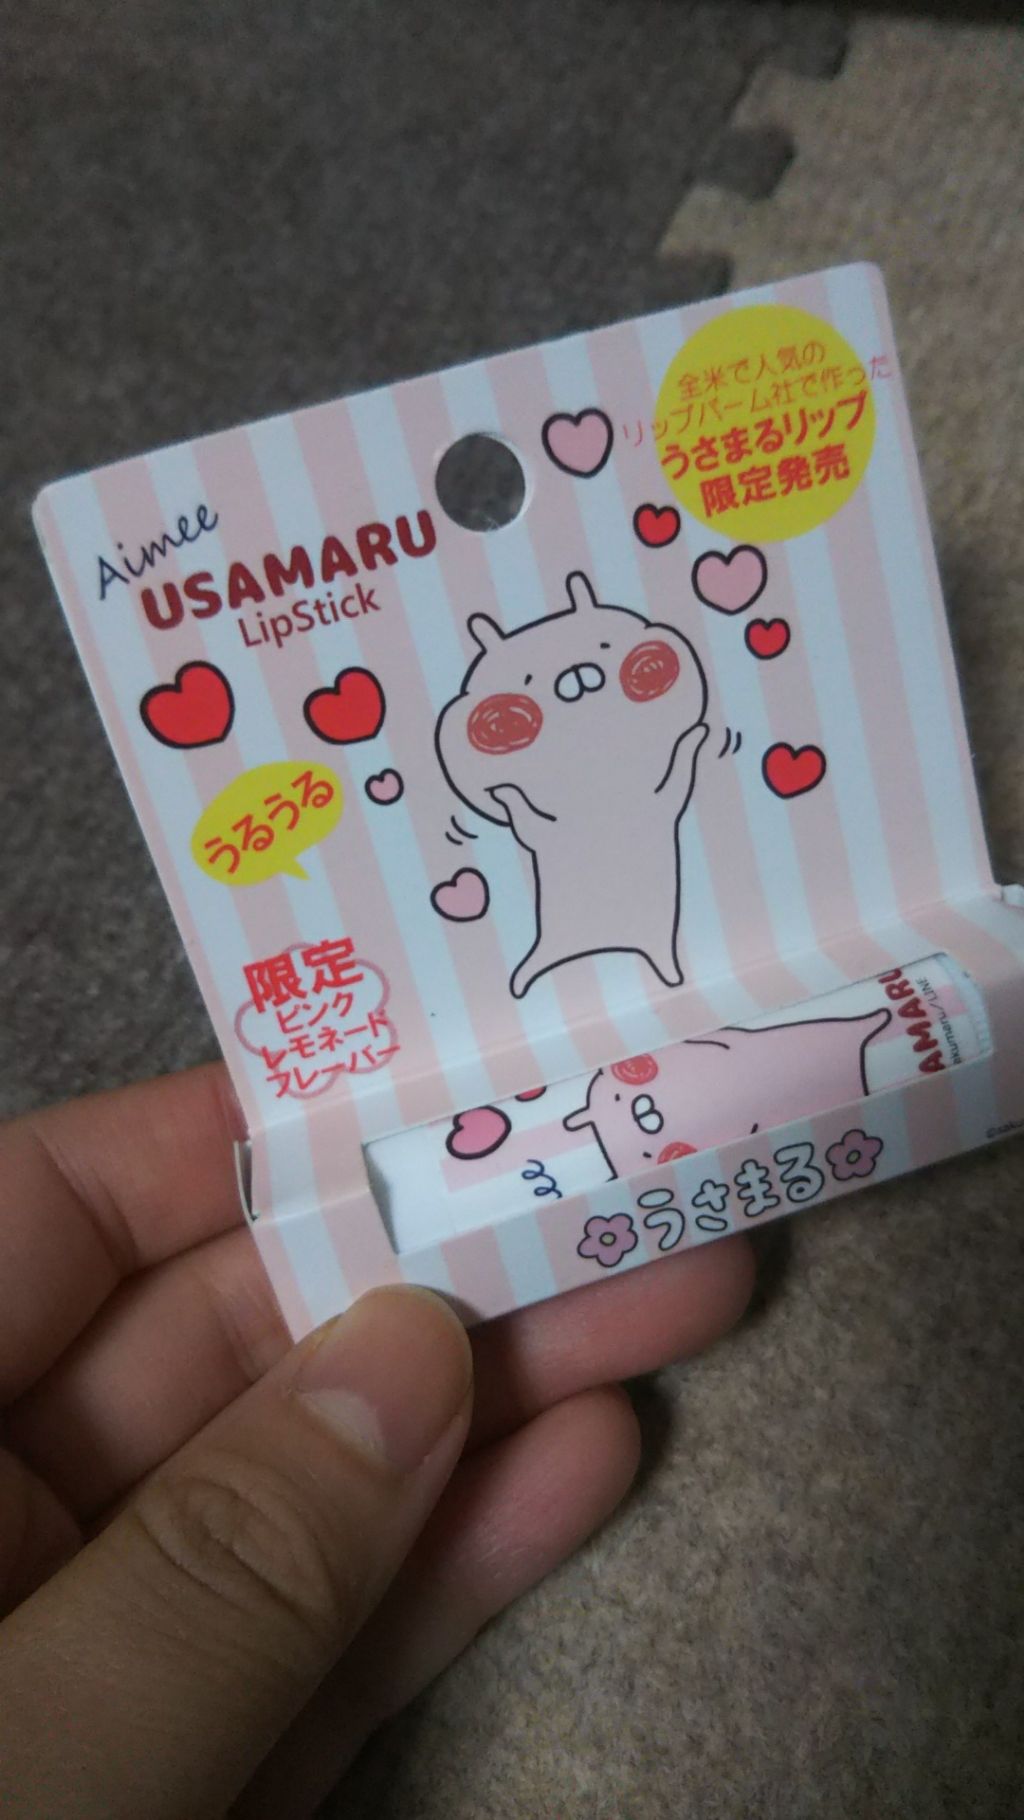 全米で人気の
リップバーム社で作った
うさまるリップ
限定発売
Aimee
USAMARU
LipStick
うるうる
限定
ピンク
レモネード
フレーバー
AMARU
akumaru/LINE
うさまる